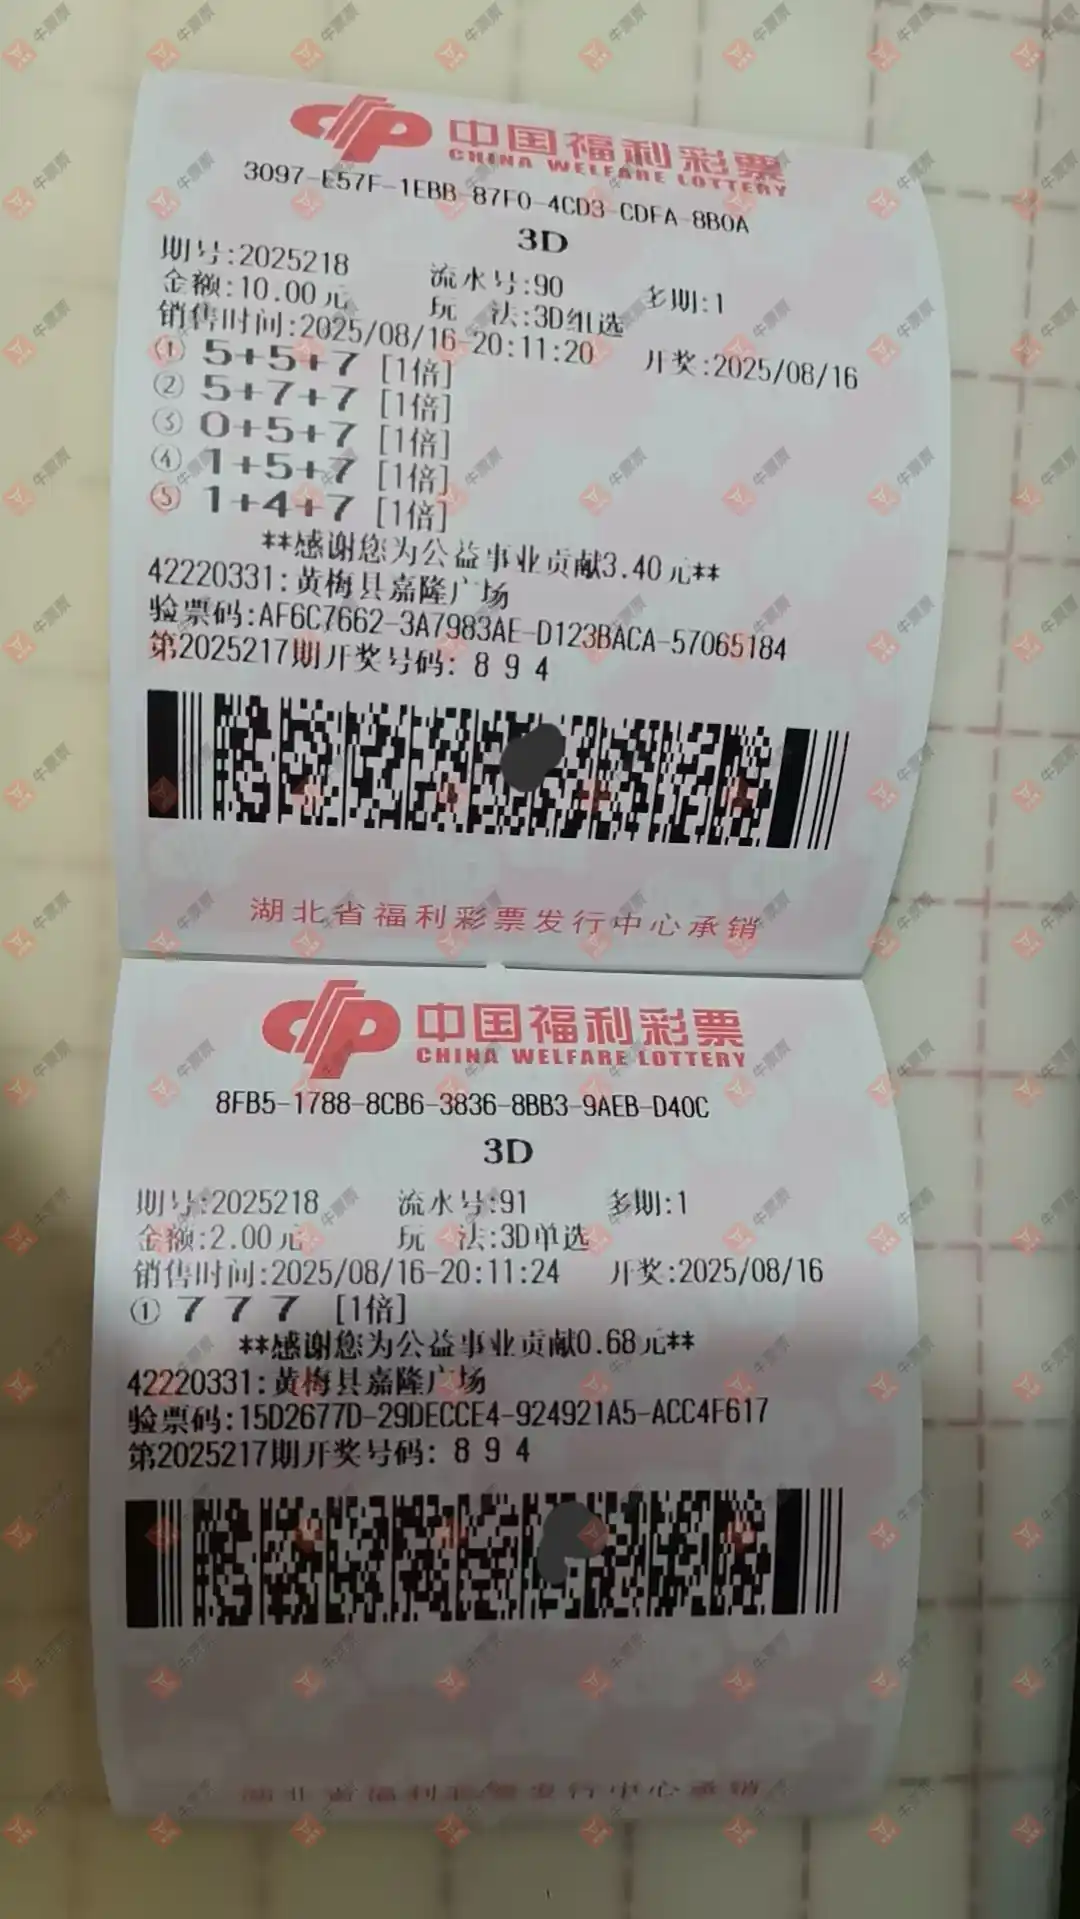 中国福利彩票
CHINA WELFARE LOTTERY
3097-E57F-1EBB-87F0-4CD3-CDFA-8B0A
3D
期号:2025218 流水号:90 多期:1
金额:10.00元 玩 法:3D组选
销售时间:2025/08/16-20:11:20 开奖:2025/08/16
① 5+5+7 [1倍]
② 5+7+7 [1倍]
③ 0+5+7 [1倍]
④ 1+5+7 [1倍]
⑤ 1+4+7 [1倍]
**感谢您为公益事业贡献3.40元**
42220331:黄梅县嘉隆广场
验票码:AF6C7662-3A7983AE-D123BACA-57065184
第2025217期开奖号码: 8 9 4
湖北省福利彩票发行中心承销
中国福利彩票
CHINA WELFARE LOTTERY
8FB5-1788-8CB6-3836-8BB3-9AEB-D40C
3D
期号:2025218 流水号:91 多期:1
金额:2.00元 玩 法:3D单选
销售时间:2025/08/16-20:11:24 开奖:2025/08/16
① 7 7 7 [1倍]
**感谢您为公益事业贡献0.68元**
42220331:黄梅县嘉隆广场
验票码:15D2677D-29DECCE4-924921A5-ACC4F617
第2025217期开奖号码: 8 9 4
湖北省福利彩票发行中心承销